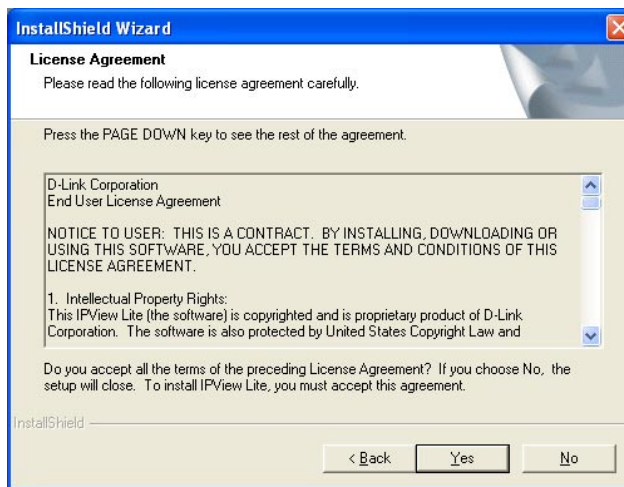 InstallShield Wizard
License Agreement
Please read the following license agreement carefully.
Press the PAGE DOWN key to see the rest of the agreement.
D-Link Corporation
End User License Agreement
NOTICE TO USER: THIS IS A CONTRACT. BY INSTALLING, DOWNLOADING OR
USING THIS SOFTWARE, YOU ACCEPT THE TERMS AND CONDITIONS OF THIS
LICENSE AGREEMENT.
1. Intellectual Property Rights:
This IPView Lite (the software) is copyrighted and is proprietary product of D-Link
Corporation. The software is also protected by United States Copyright Law and
Do you accept all the terms of the preceding License Agreement? If you choose No, the
setup will close. To install IPView Lite, you must accept this agreement.
InstallShield
< Back
Yes
No